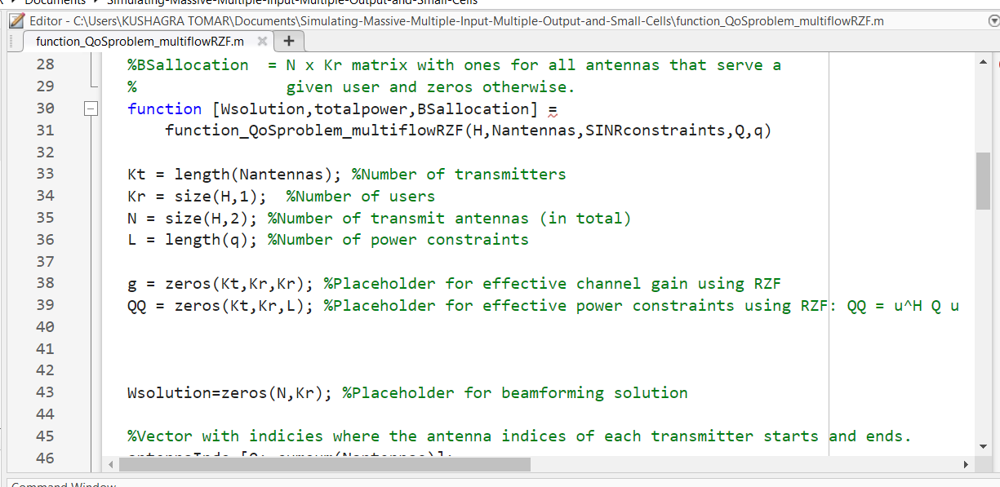 Documents Simulating-Massive-Multiple-Input-Multiple-Output-and-Small-Cells
Editor - C:\Users\KUSHAGRA TOMAR\Documents\Simulating-Massive-Multiple-Input-Multiple-Output-and-Small-Cells\function_QoSproblem_multiflowRZF.m
function_QoSproblem_multiflowRZF.m × +
28 %BSallocation = N x Kr matrix with ones for all antennas that serve a
29 % given user and zeros otherwise.
30 function [Wsolution,totalpower,BSallocation] =
31 function_QoSproblem_multiflowRZF(H,Nantennas,SINRconstraints,Q,q)
32
33 Kt = length(Nantennas); %Number of transmitters
34 Kr = size(H,1); %Number of users
35 N = size(H,2); %Number of transmit antennas (in total)
36 L = length(q); %Number of power constraints
37
38 g = zeros(Kt,Kr,Kr); %Placeholder for effective channel gain using RZF
39 QQ = zeros(Kt,Kr,L); %Placeholder for effective power constraints using RZF: QQ = u^H Q u
40
41
42
43 Wsolution=zeros(N,Kr); %Placeholder for beamforming solution
44
45 %Vector with indicies where the antenna indices of each transmitter starts and ends.
46
Command Window